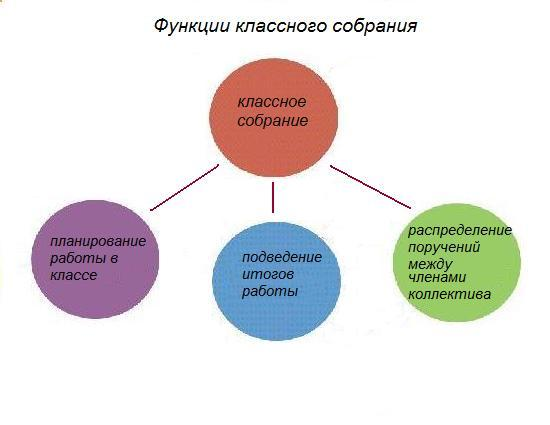 Функции классного собрания
классное
собрание
планирование
работы в
классе
подведение
итогов
работы
распределение
поручений
между
членами
коллектива